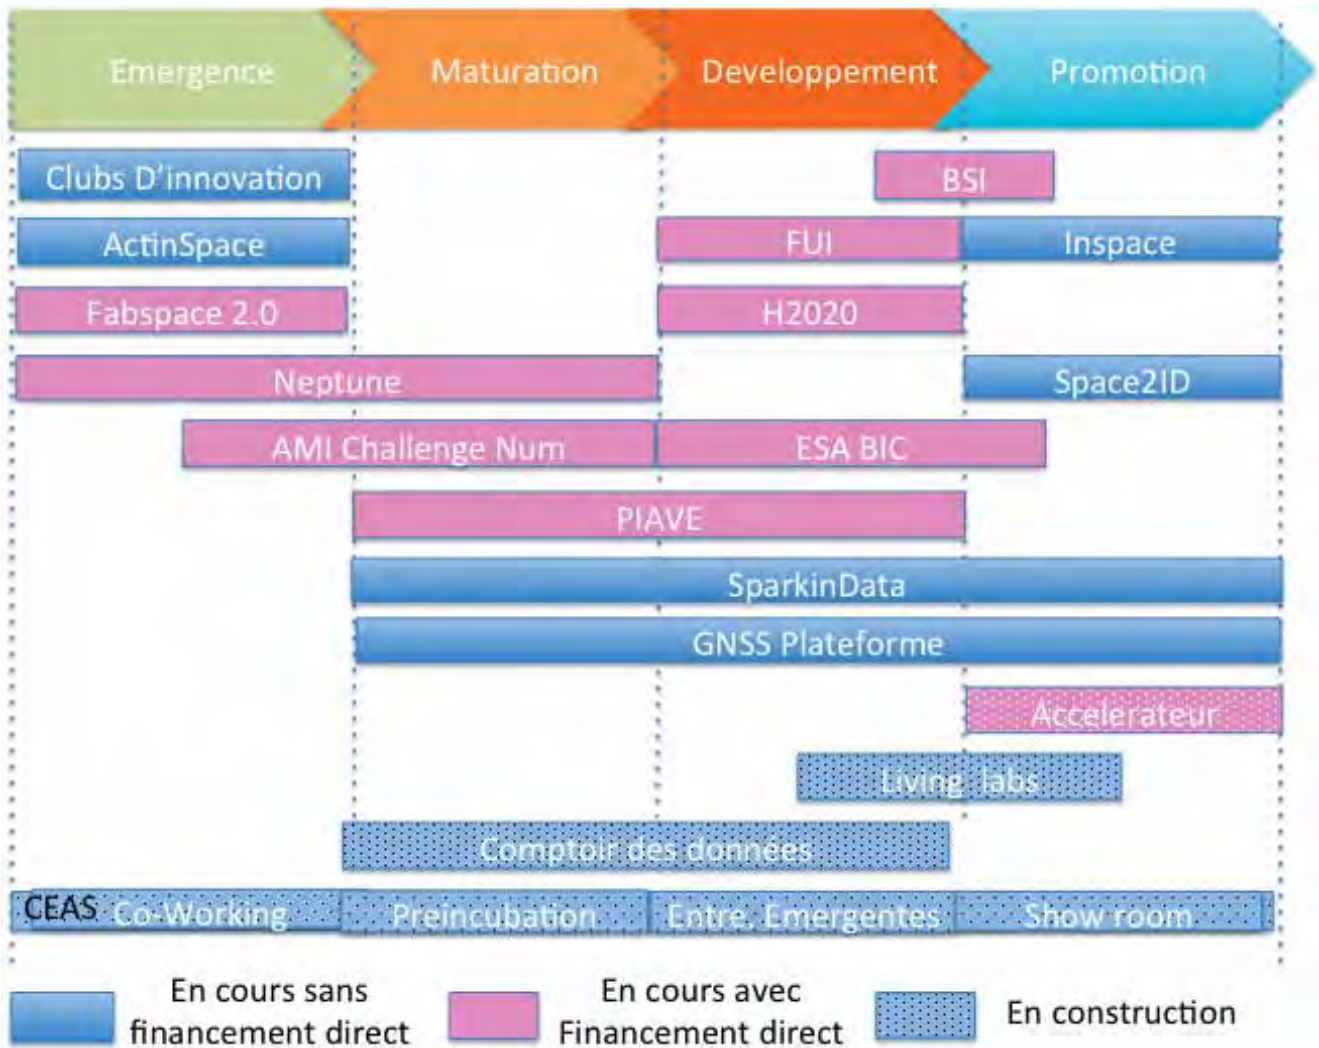 Emergence
Maturation
Developpement
Promotion
Clubs D'innovation
BSI
ActinSpace
FUI
Inspace
Fabspace 2.0
H2020
Neptune
Space2ID
AMI Challenge Num
ESA BIC
PIAVE
SparkinData
GNSS Plateforme
Accelerateur
Living labs
Comptoir des données
CEAS Co-Working
Preincubation
Entre. Emergentes
Show room
En cours sans
financement direct
En cours avec
Financement direct
En construction